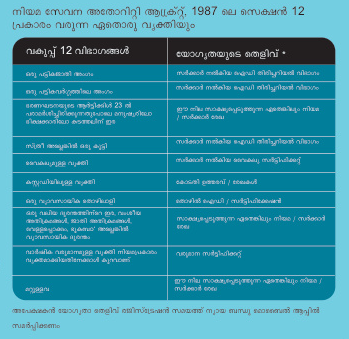 നിയമ സേവന അതോറിറ്റി ആക്റ്റ്, 1987 ലെ സെക്ഷൻ 12
പ്രകാരം വരുന്ന ഏതൊരു വ്യക്തിയും
വകുപ്പ് 12 വിഭാഗങ്ങൾ
യോഗ്യതയുടെ തെളിവ് *
ഒരു പട്ടികജാതി അംഗം
സർക്കാർ നൽകിയ ഐഡി തിരിച്ചറിയൽ വിഭാഗം
ഒരു പട്ടികവർഗ്ഗത്തിലെ അംഗം
സർക്കാർ നൽകിയ ഐഡി തിരിച്ചറിയൽ വിഭാഗം
ഭരണഘടനയുടെ ആർട്ടിക്കിൾ 23 ൽ
പരാമർശിച്ചിരിക്കുന്നതുപോലെ മനുഷ്യരിലോ
ഭിക്ഷക്കാരിലോ കടത്തലിന് ഇര
ഈ നില സാക്ഷ്യപ്പെടുത്തുന്ന ഏതെങ്കിലും നിയമ
/ സർക്കാർ രേഖ
സ്ത്രീ അല്ലെങ്കിൽ ഒരു കുട്ടി
സർക്കാർ നൽകിയ ഐഡി തിരിച്ചറിയൽ വിഭാഗം
വൈകല്യമുള്ള വ്യക്തി
സർക്കാർ നൽകിയ വൈകല്യ സർട്ടിഫിക്കറ്റ്
കസ്റ്റഡിയിലുള്ള വ്യക്തി
കോടതി ഉത്തരവ് / രേഖകൾ
ഒരു വ്യാവസായിക തൊഴിലാളി
തൊഴിൽ ഐഡി / സർട്ടിഫിക്കേഷൻ
ഒരു വലിയ ദുരന്തത്തിന്റെ ഇര, വംശീയ
അതിക്രമങ്ങൾ, ജാതി അതിക്രമങ്ങൾ,
വെള്ളപ്പൊക്കം, ഭൂകമ്പം അല്ലെങ്കിൽ
വ്യാവസായിക ദുരന്തം
സാക്ഷ്യപ്പെടുത്തുന്ന ഏതെങ്കിലും നിയമ / സർക്കാർ
രേഖ
വാർഷിക വരുമാനമുള്ള വ്യക്തി നിയമപ്രകാരം
വ്യക്തമാക്കിയതിനേക്കാൾ കുറവാണ്
വരുമാന സർട്ടിഫിക്കറ്റ്
മറ്റുള്ളവ
ഈ നില സാക്ഷ്യപ്പെടുത്തുന്ന ഏതെങ്കിലും നിയമ /
സർക്കാർ രേഖ
അപേക്ഷകൻ യോഗ്യതാ തെളിവ് രജിസ്ട്രേഷൻ സമയത്ത് ന്യായ ബന്ധു മൊബൈൽ ആപ്പിൽ
സമർപ്പിക്കണം